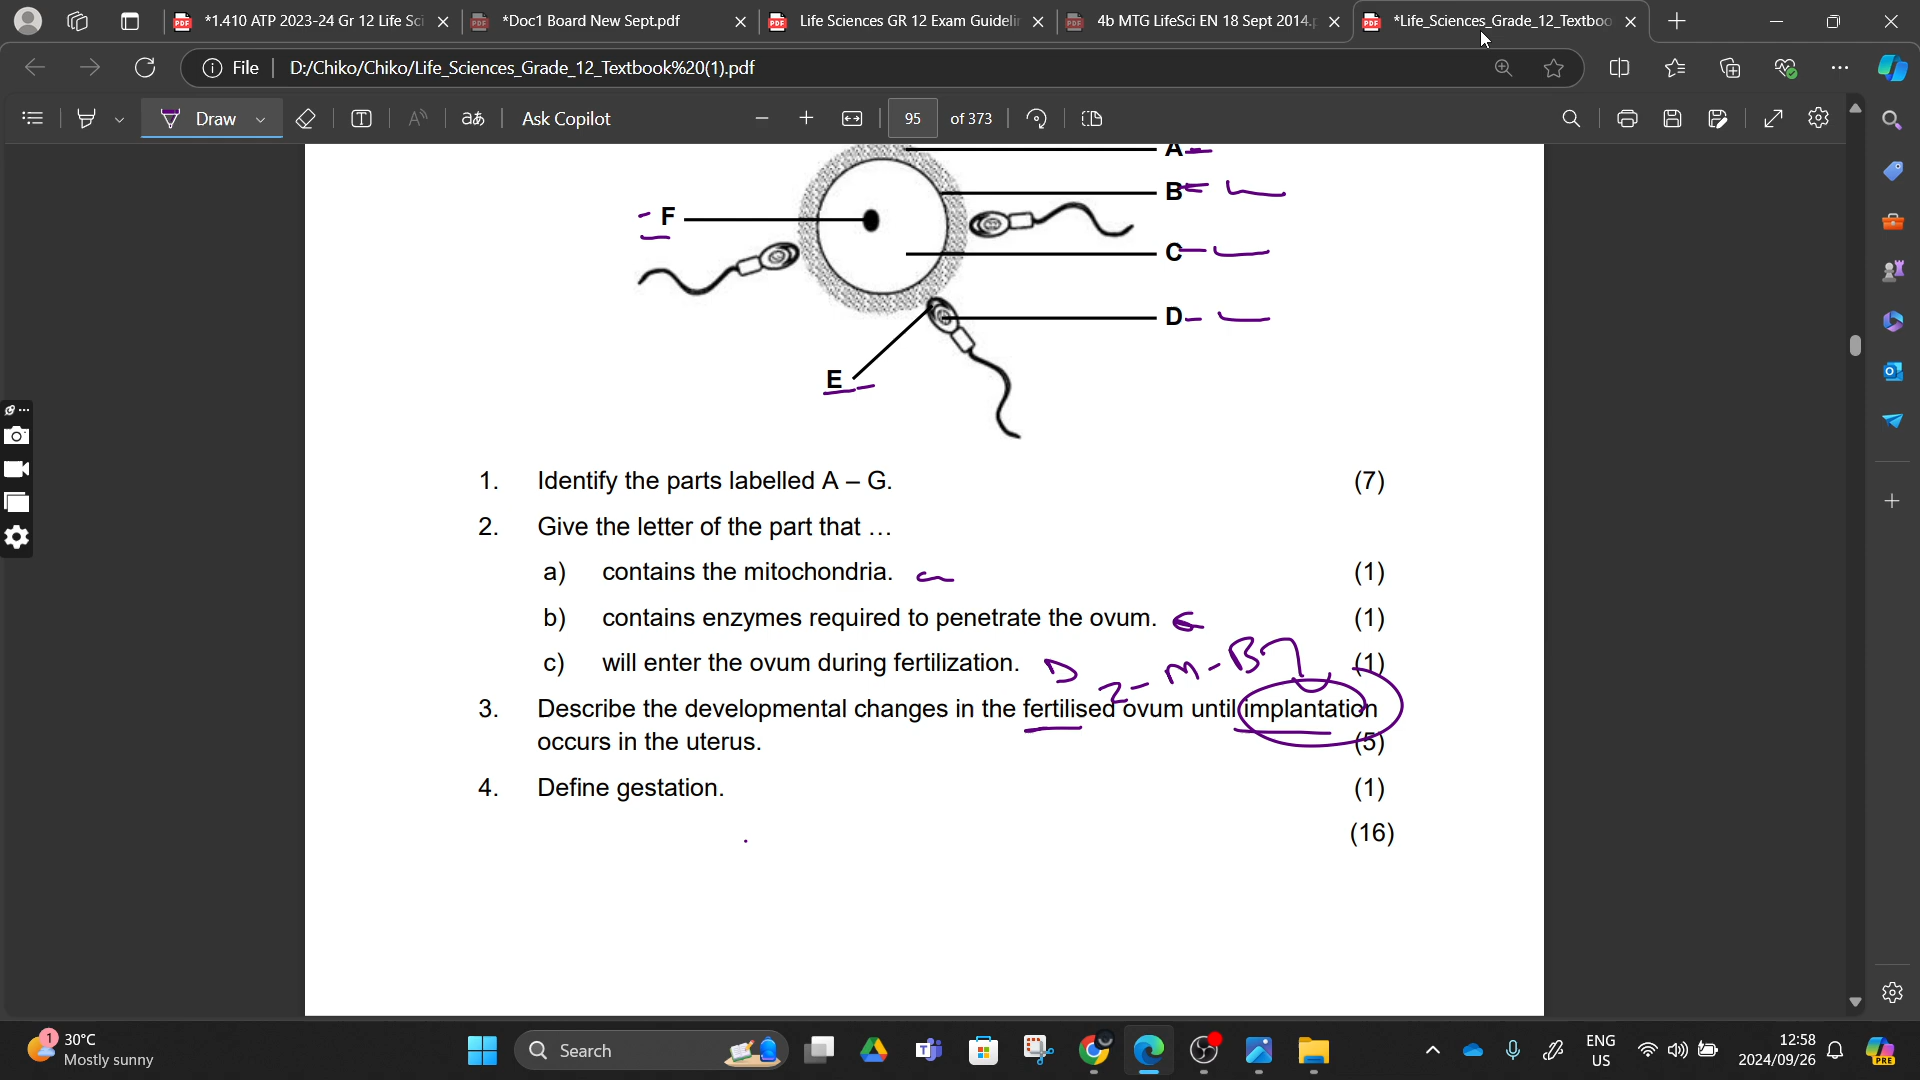 *1.410 ATP 2023-24 Gr 12 Life Sci
*Doc1 Board New Sept.pdf
Life Sciences GR 12 Exam Guidelin
4b MTG LifeSci EN 18 Sept 2014.p
*Life_Sciences_Grade_12_Textboo
File
D:/Chiko/Chiko/Life_Sciences_Grade_12_Textbook%20(1).pdf
Draw
T
aあ
Ask Copilot
95
of 373
A
B
F
C
D
E
1. Identify the parts labelled A – G. (7)
2. Give the letter of the part that …
a) contains the mitochondria. (1)
b) contains enzymes required to penetrate the ovum. E (1)
c) will enter the ovum during fertilization. D (1)
Z-M-B
3. Describe the developmental changes in the fertilised ovum until implantation
occurs in the uterus. (5)
4. Define gestation. (1)
(16)
1
30°C
Mostly sunny
Search
ENG
US
12:58
2024/09/26
PRE